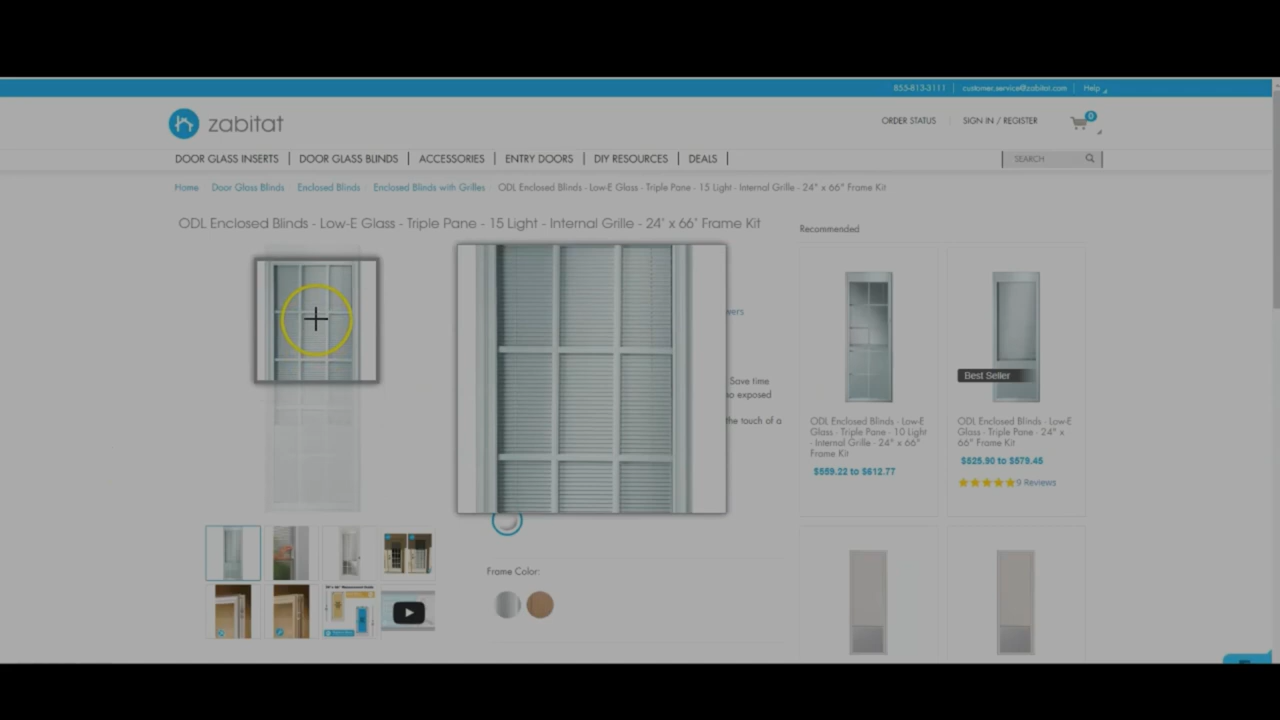 855-813-3111 customer.service@zabitat.com Help
zabitat
ORDER STATUS SIGN IN / REGISTER 0
DOOR GLASS INSERTS DOOR GLASS BLINDS ACCESSORIES ENTRY DOORS DIY RESOURCES DEALS SEARCH
Home Door Glass Blinds Enclosed Blinds Enclosed Blinds with Grilles ODL Enclosed Blinds - Low-E Glass - Triple Pane - 15 Light - Internal Grille - 24" x 66" Frame Kit
ODL Enclosed Blinds - Low-E Glass - Triple Pane - 15 Light - Internal Grille - 24" x 66" Frame Kit
Recommended
Save time
exposed
the touch of a
Best Seller
ODL Enclosed Blinds - Low-E
Glass - Triple Pane - 10 Light
- Internal Grille - 24" x 66"
Frame Kit
$559.22 to $612.77
ODL Enclosed Blinds - Low-E
Glass - Triple Pane - 24" x
66" Frame Kit
$525.90 to $579.45
9 Reviews
Frame Color: